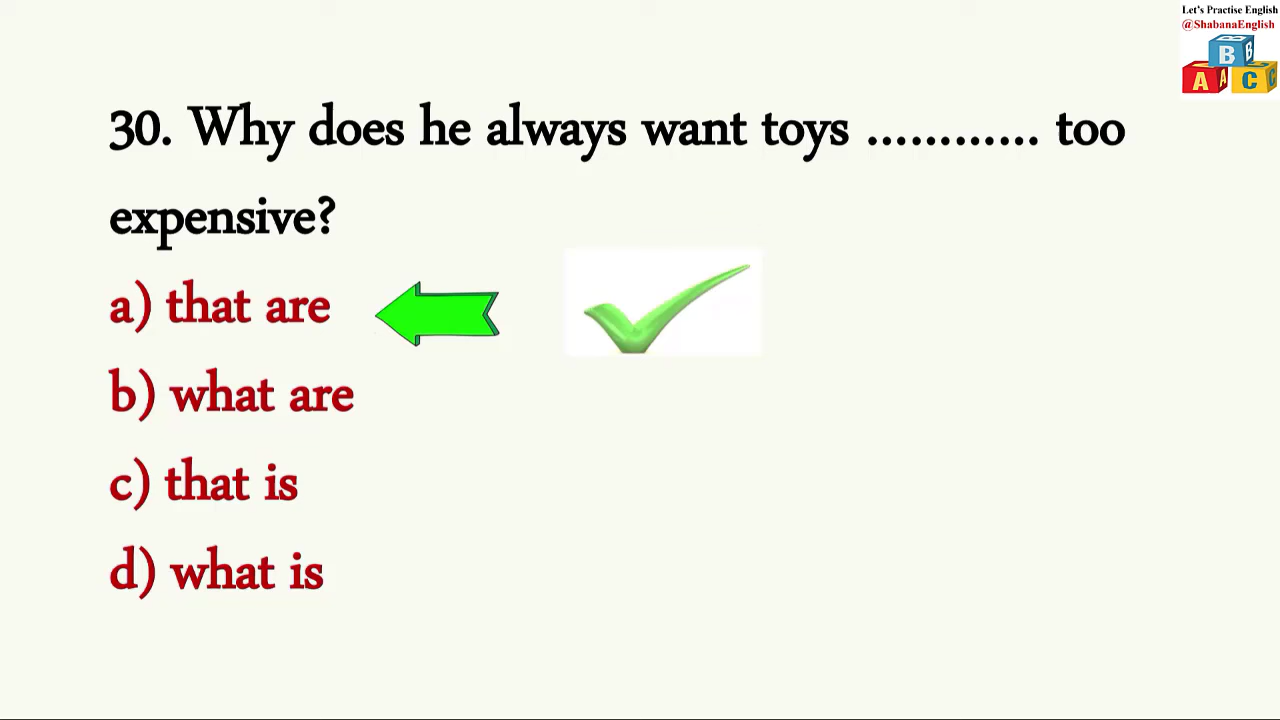 Let's Practise English
@ShabanaEnglish
B B
A A C C
30. Why does he always want toys ............ too
expensive?
a) that are
b) what are
c) that is
d) what is